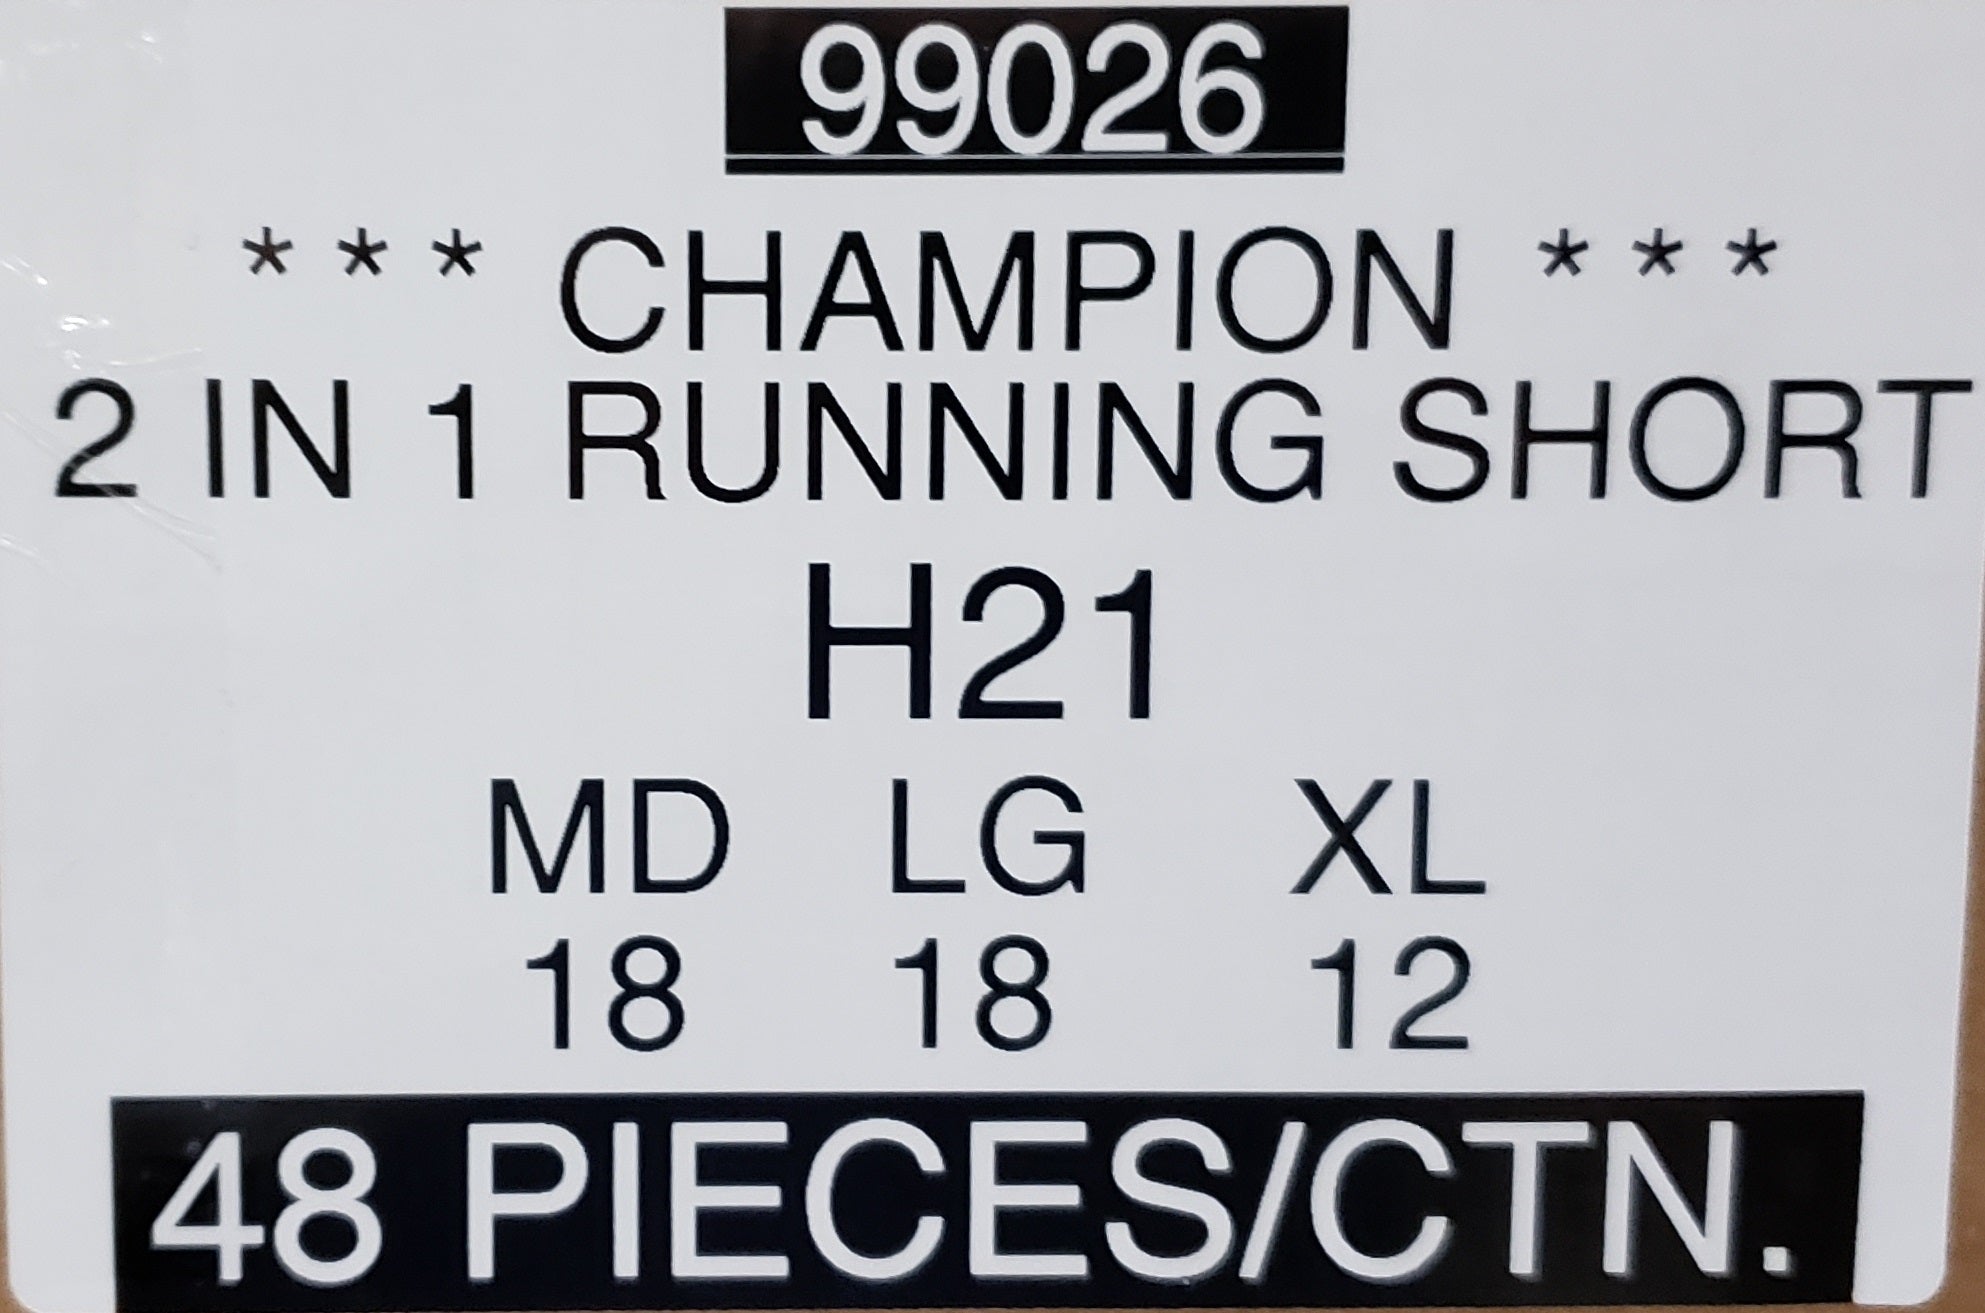 99026
* * * CHAMPION * * *
2 IN 1 RUNNING SHORT
H21
MD LG XL
18 18 12
48 PIECES/CTN.